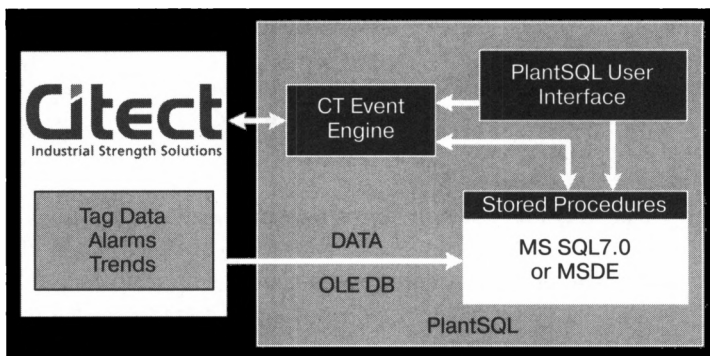 Citect
Industrial Strength Solutions
Tag Data
Alarms
Trends
CT Event
Engine
PlantSQL User
Interface
Stored Procedures
MS SQL7.0
or MSDE
DATA
OLE DB
PlantSQL